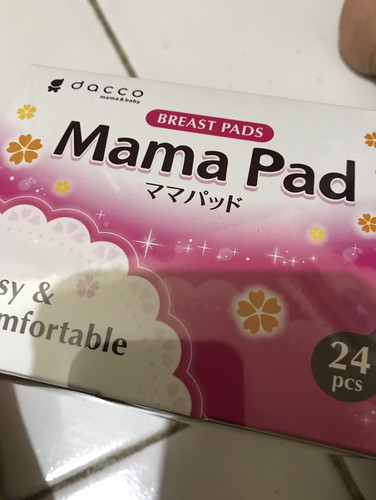 dacco
mama & baby
BREAST PADS
Mama Pad
ママパッド
sy &
mfortable
24
pcs